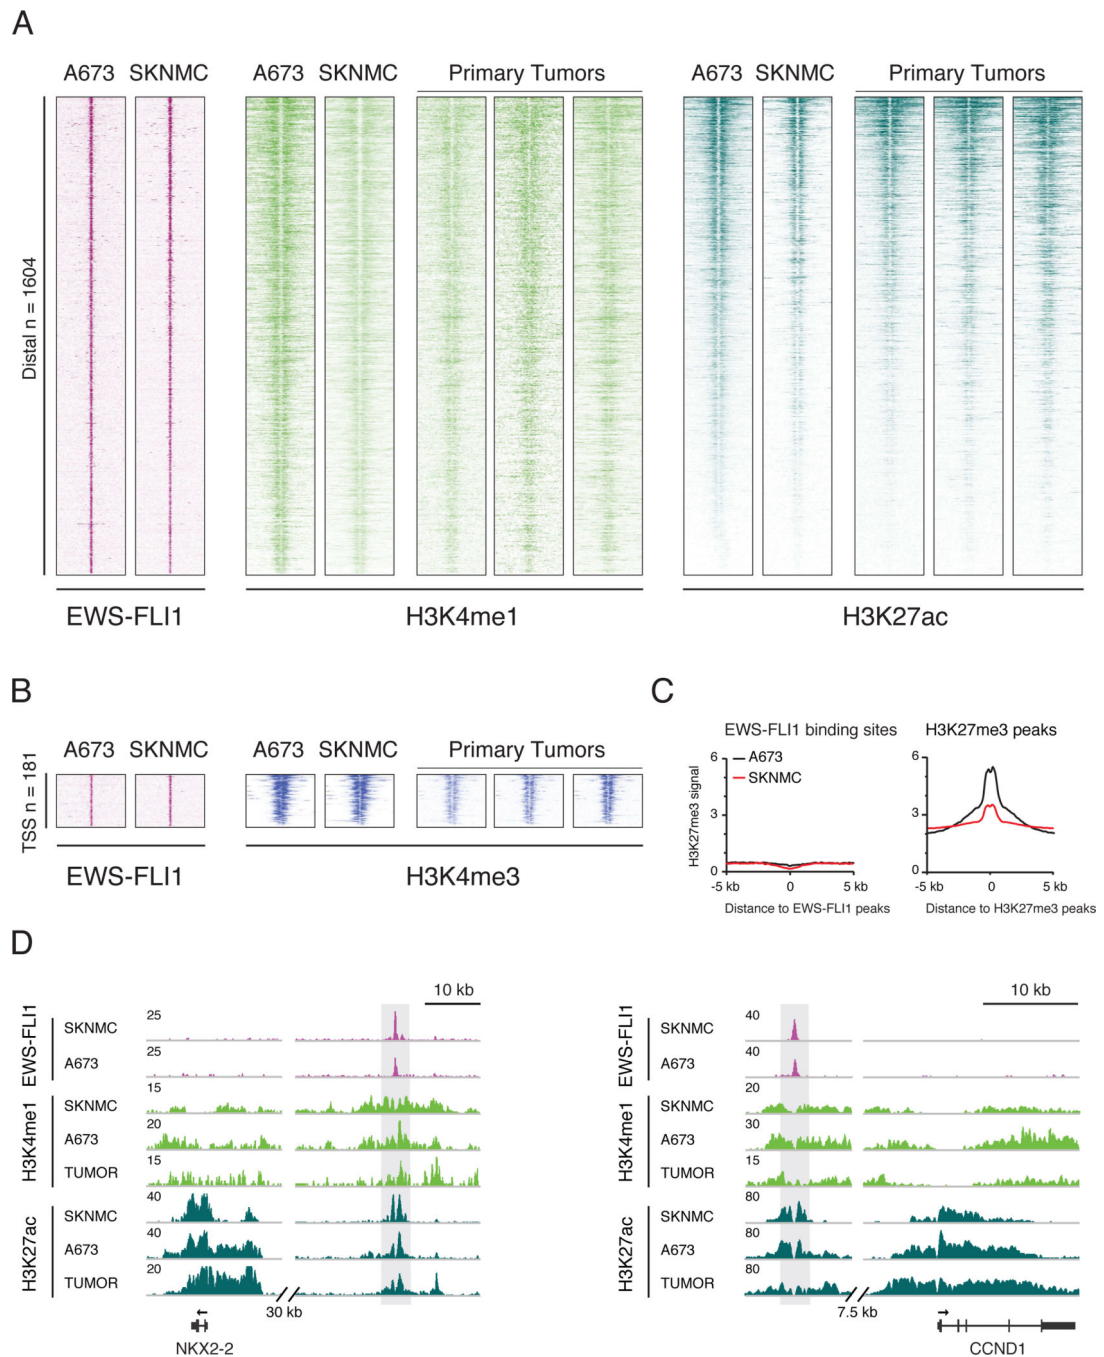 A
A673 SKNMC A673 SKNMC Primary Tumors A673 SKNMC Primary Tumors
Distal n = 1604
EWS-FLI1 H3K4me1 H3K27ac
B
A673 SKNMC A673 SKNMC Primary Tumors
TSS n = 181
EWS-FLI1 H3K4me3
C
EWS-FLI1 binding sites H3K27me3 peaks
A673
SKNMC
H3K27me3 signal
6 6
3 3
0 0
-5 kb 0 5 kb -5 kb 0 5 kb
Distance to EWS-FLI1 peaks Distance to H3K27me3 peaks
D
10 kb
EWS-FLI1
SKNMC 25
A673 25
H3K4me1
SKNMC 15
A673 20
TUMOR 15
H3K27ac
SKNMC 40
A673 40
TUMOR 20
30 kb
NKX2-2
10 kb
EWS-FLI1
SKNMC 40
A673 40
H3K4me1
SKNMC 20
A673 30
TUMOR 15
H3K27ac
SKNMC 80
A673 80
TUMOR 80
7.5 kb
CCND1